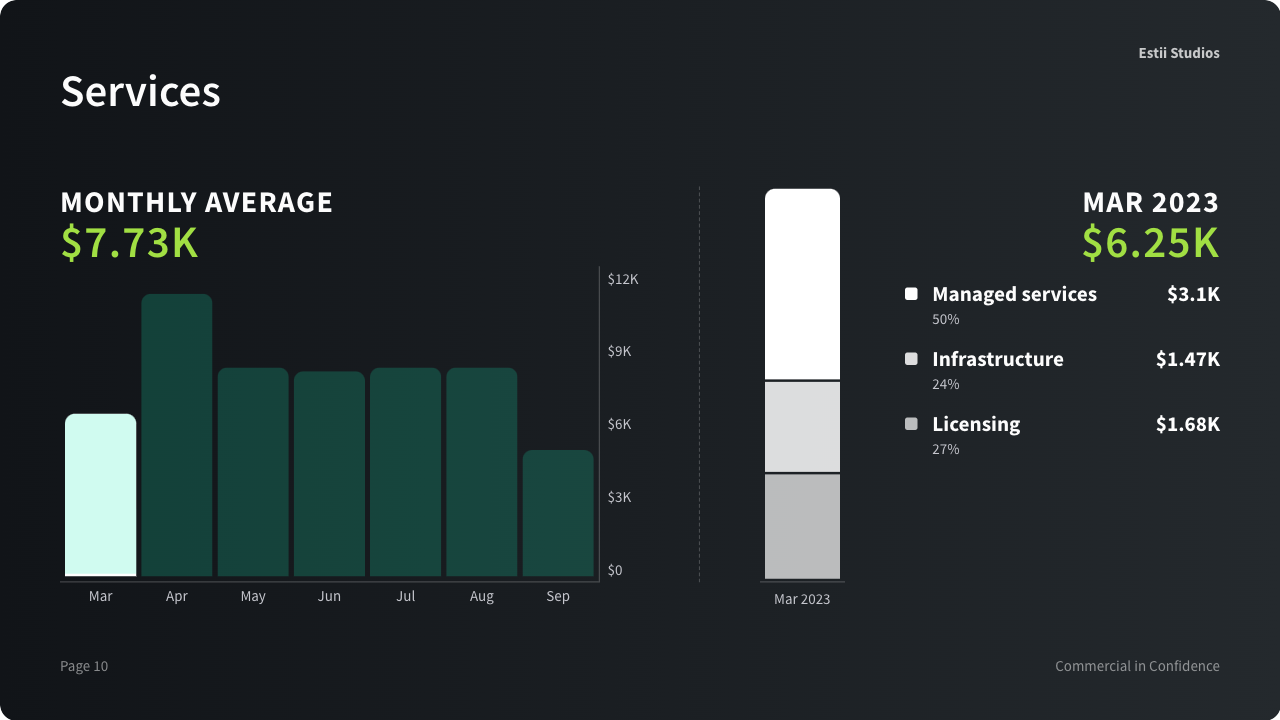 Estii Studios
Services
MONTHLY AVERAGE
$7.73K
$12K
$9K
$6K
$3K
$0
Mar Apr May Jun Jul Aug Sep
Mar 2023
MAR 2023
$6.25K
Managed services $3.1K
50%
Infrastructure $1.47K
24%
Licensing $1.68K
27%
Page 10
Commercial in Confidence